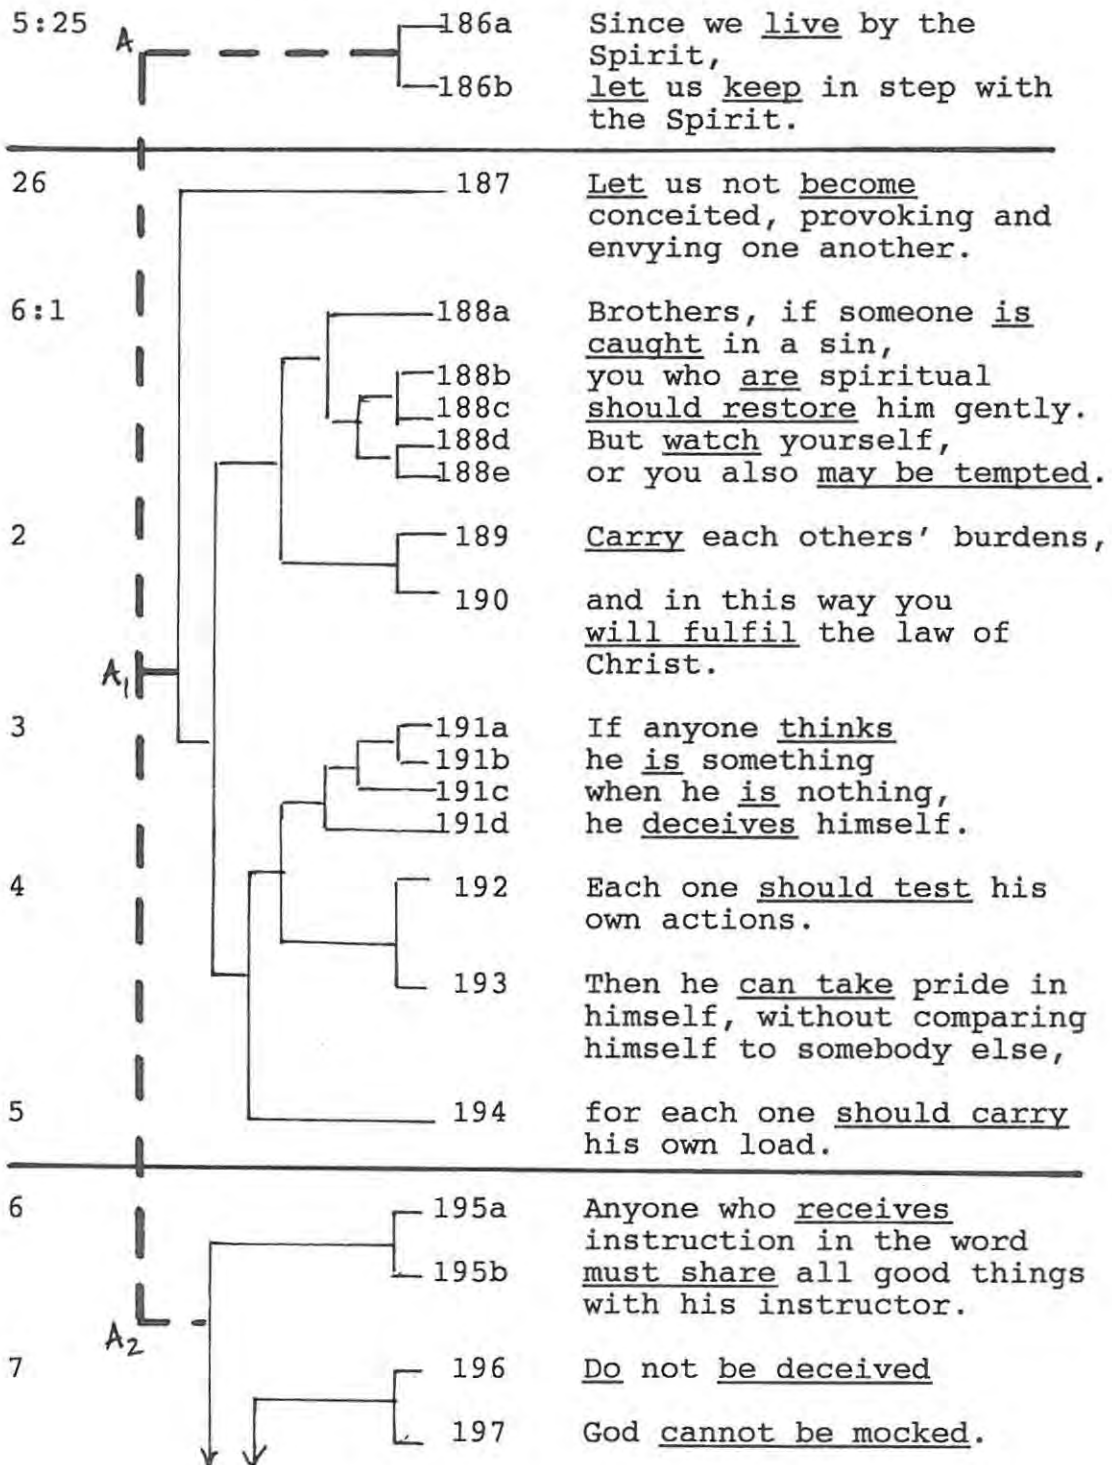 5:25 A 186a Since we live by the
Spirit,
186b let us keep in step with
the Spirit.
26 187 Let us not become
conceited, provoking and
envying one another.
6:1 188a Brothers, if someone is
caught in a sin,
188b you who are spiritual
188c should restore him gently.
188d But watch yourself,
188e or you also may be tempted.
2 189 Carry each others' burdens,
190 and in this way you
will fulfil the law of
Christ.
A1
3 191a If anyone thinks
191b he is something
191c when he is nothing,
191d he deceives himself.
4 192 Each one should test his
own actions.
193 Then he can take pride in
himself, without comparing
himself to somebody else,
5 194 for each one should carry
his own load.
6 195a Anyone who receives
instruction in the word
195b must share all good things
with his instructor.
A2
7 196 Do not be deceived
197 God cannot be mocked.